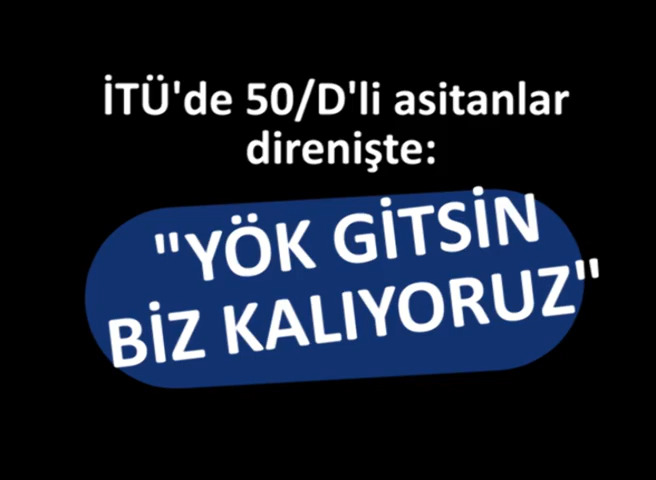 İTÜ'de 50/D'li asitanlar
direnişte:
"YÖK GİTSİN
BİZ KALIYORUZ"